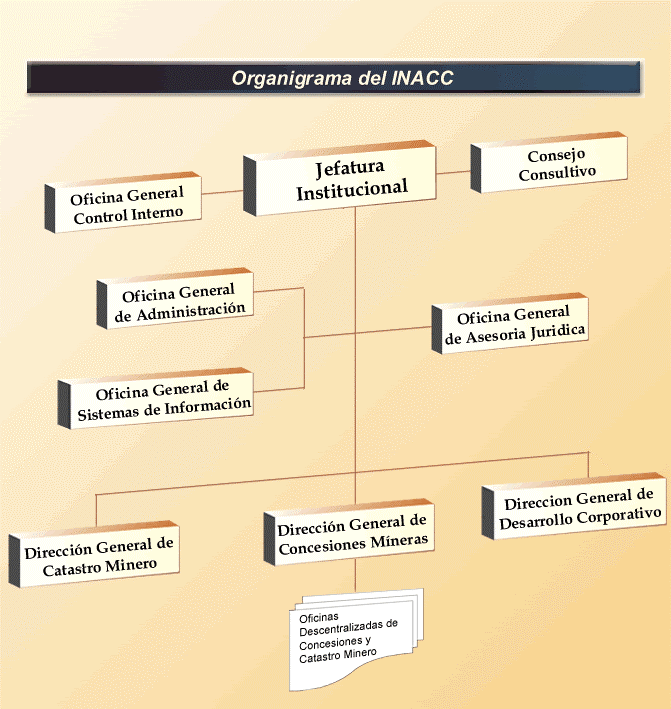 Organigrama del INACC
Jefatura
Institucional
Consejo
Consultivo
Oficina General
Control Interno
Oficina General
de Administración
Oficina General
de Asesoria Juridica
Oficina General de
Sistemas de Información
Dirección General de
Catastro Minero
Dirección General de
Concesiones Míneras
Direccion General de
Desarrollo Corporativo
Oficinas
Descentralizadas de
Concesiones y
Catastro Minero